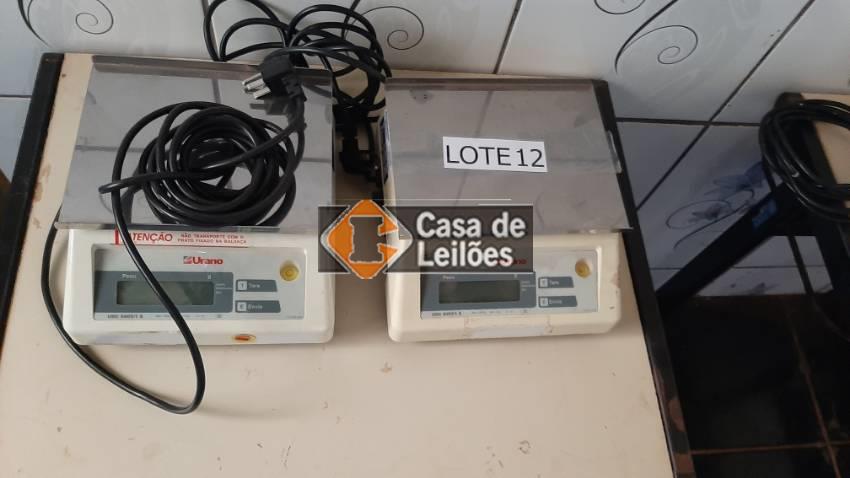 LOTE 12
Casa de
Leilões
ATENÇÃO
NÃO TRANSPORTE COM O
PRATO FIXADO NA BALANÇA
Urano
Peso
T Tara
E Envia
Urano
T Tara
E Envia